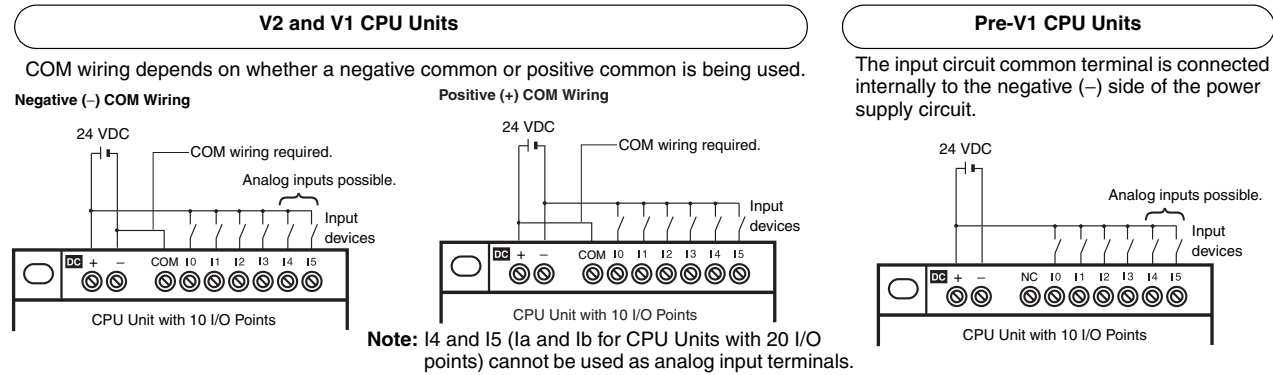 V2 and V1 CPU Units
COM wiring depends on whether a negative common or positive common is being used.
Negative (−) COM Wiring
24 VDC
COM wiring required.
Analog inputs possible.
Input
devices
DC + − COM I0 I1 I2 I3 I4 I5
CPU Unit with 10 I/O Points
Positive (+) COM Wiring
24 VDC
COM wiring required.
Input
devices
DC + − COM I0 I1 I2 I3 I4 I5
CPU Unit with 10 I/O Points
Note: I4 and I5 (Ia and Ib for CPU Units with 20 I/O
points) cannot be used as analog input terminals.
Pre-V1 CPU Units
The input circuit common terminal is connected
internally to the negative (−) side of the power
supply circuit.
24 VDC
Analog inputs possible.
Input
devices
DC + − NC I0 I1 I2 I3 I4 I5
CPU Unit with 10 I/O Points